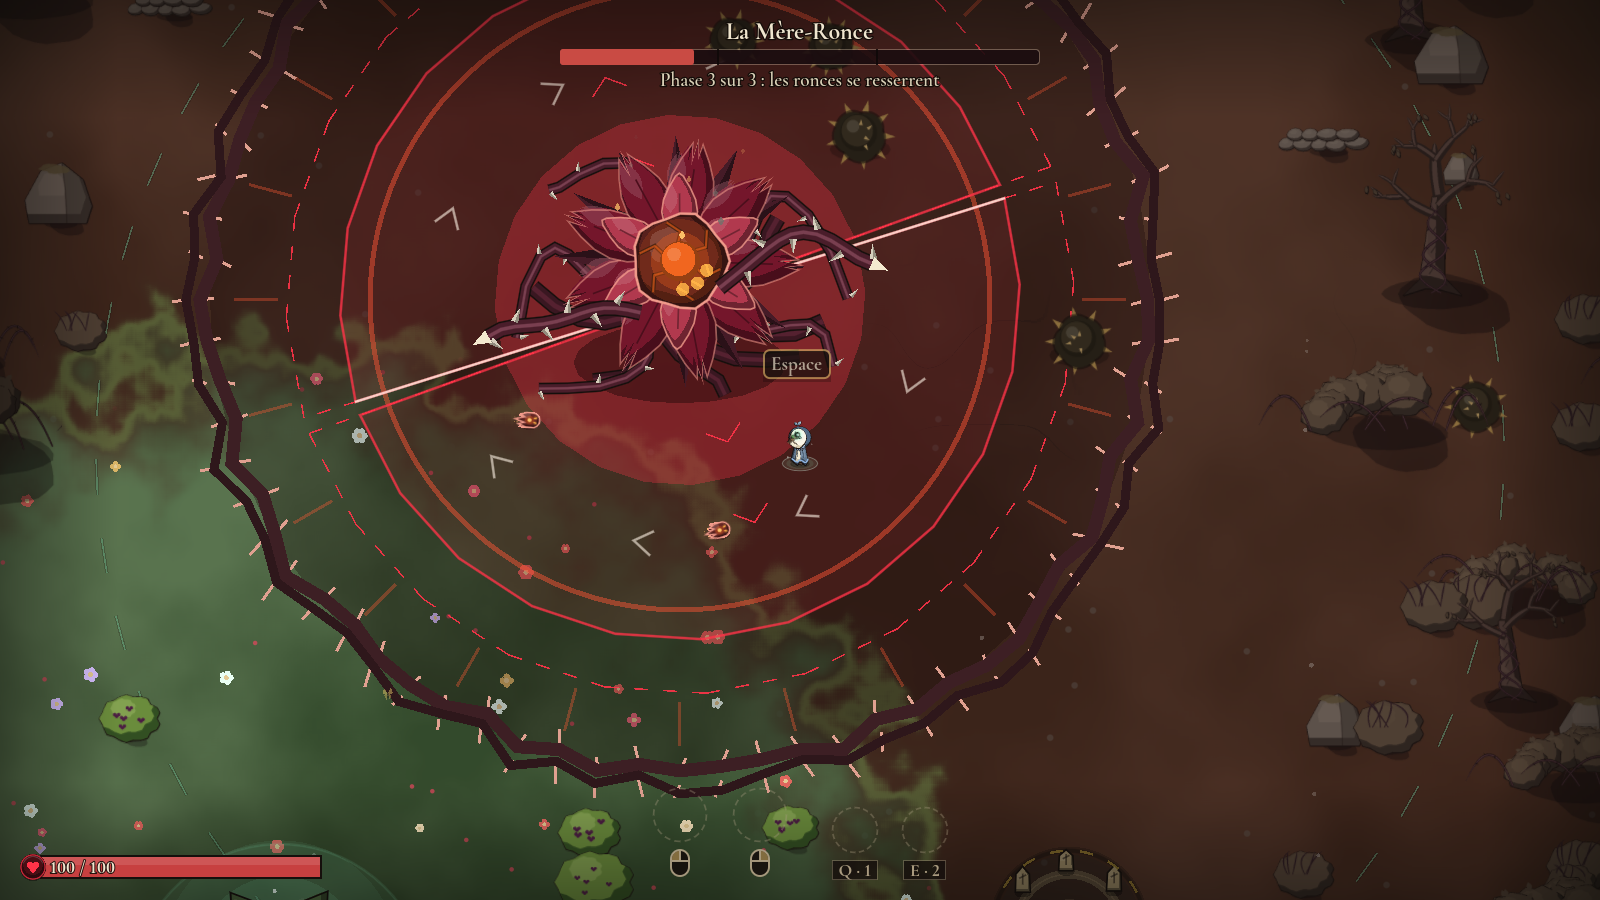 La Mère-Ronce
Phase 3 sur 3 : les ronces se resserrent
Espace
100 / 100
Q · 1
E · 2